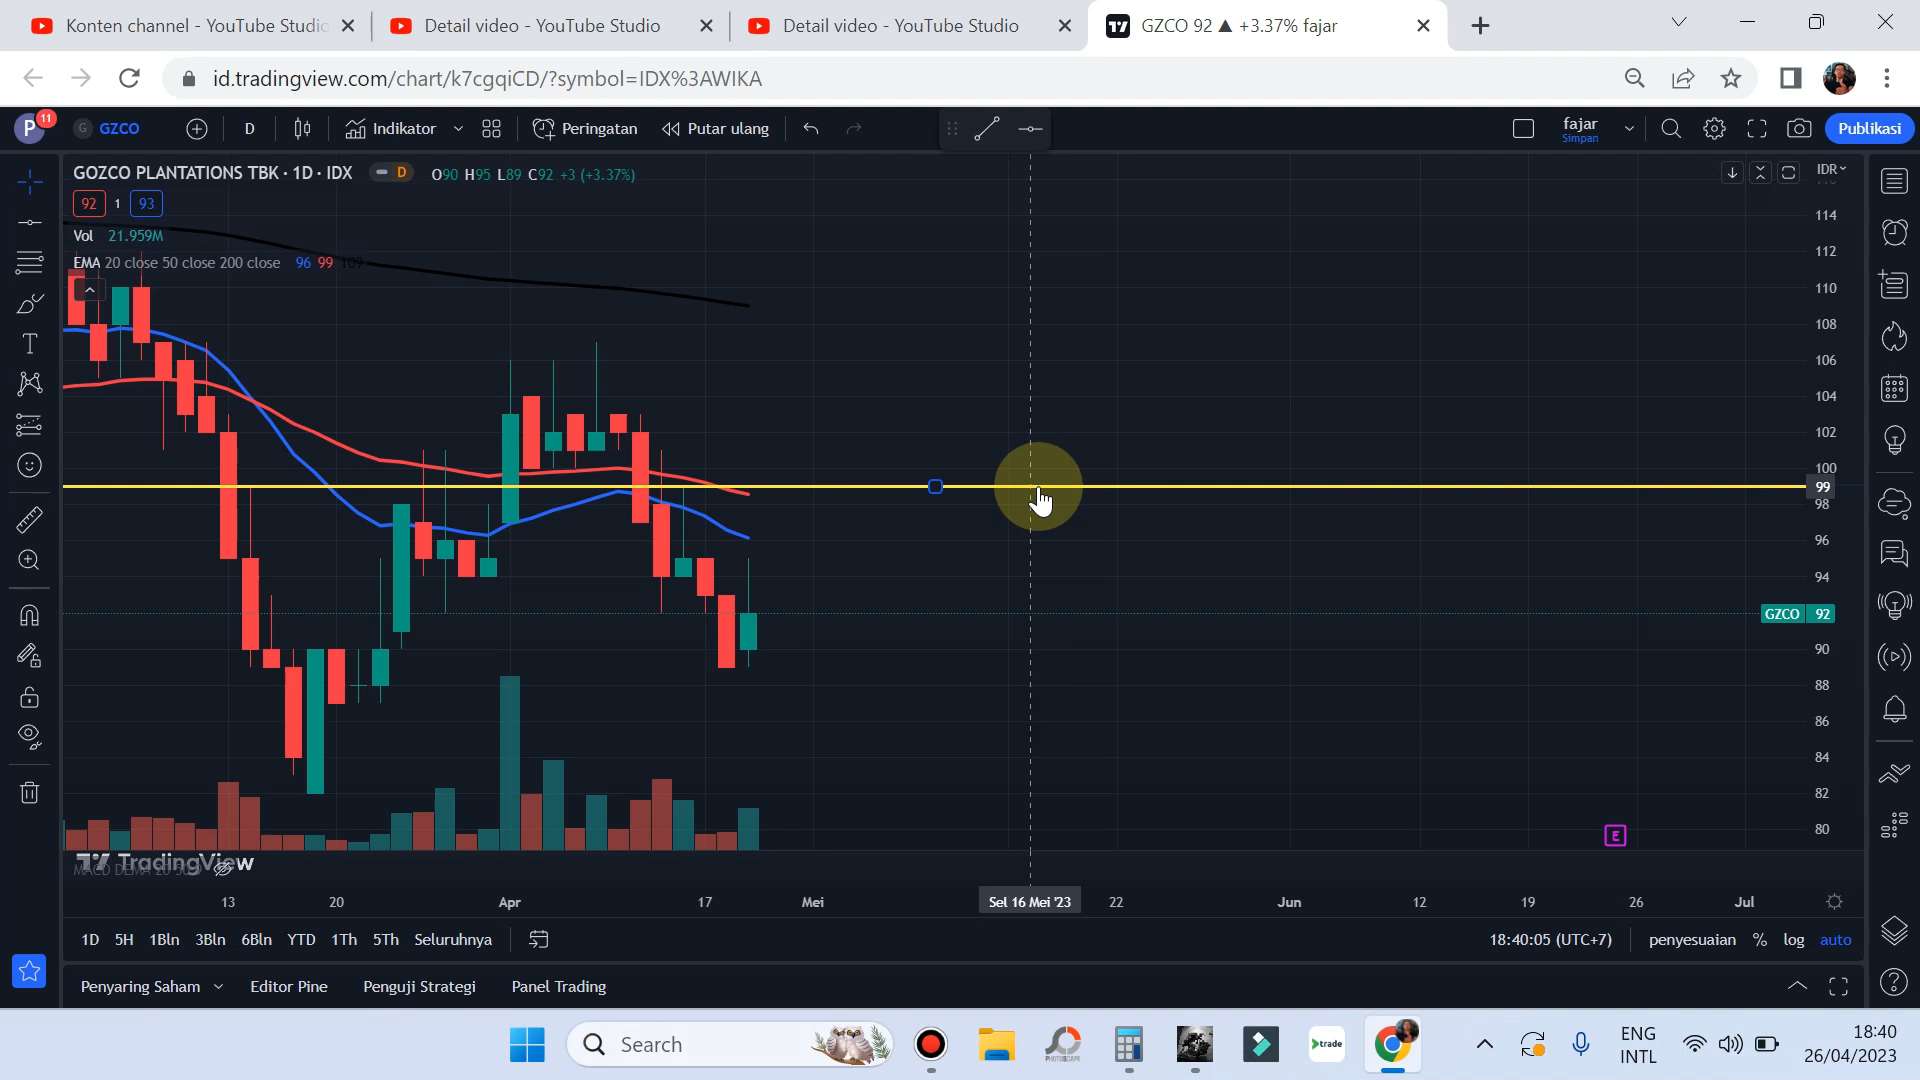 Konten channel - YouTube Studio
Detail video - YouTube Studio
Detail video - YouTube Studio
GZCO 92 ▲ +3.37% fajar
id.tradingview.com/chart/k7cgqiCD/?symbol=IDX%3AWIKA
P 11 G GZCO D Indikator Peringatan Putar ulang fajar Simpan Publikasi
GOZCO PLANTATIONS TBK · 1D · IDX D O90 H95 L89 C92 +3 (+3.37%) IDR
92 1 93
Vol 21.959M
EMA 20 close 50 close 200 close 96 99 109
114
112
110
108
106
104
102
100
99
98
96
94
GZCO 92
90
88
86
84
82
80
E
TradingView
MACD DEMA
13 20 Apr 17 Mei Sel 16 Mei '23 22 Jun 12 19 26 Jul
1D 5H 1Bln 3Bln 6Bln YTD 1Th 5Th Seluruhnya 18:40:05 (UTC+7) penyesuaian % log auto
Penyaring Saham Editor Pine Penguji Strategi Panel Trading
Search PHOTOSCAPE trade ENG INTL 18:40 26/04/2023